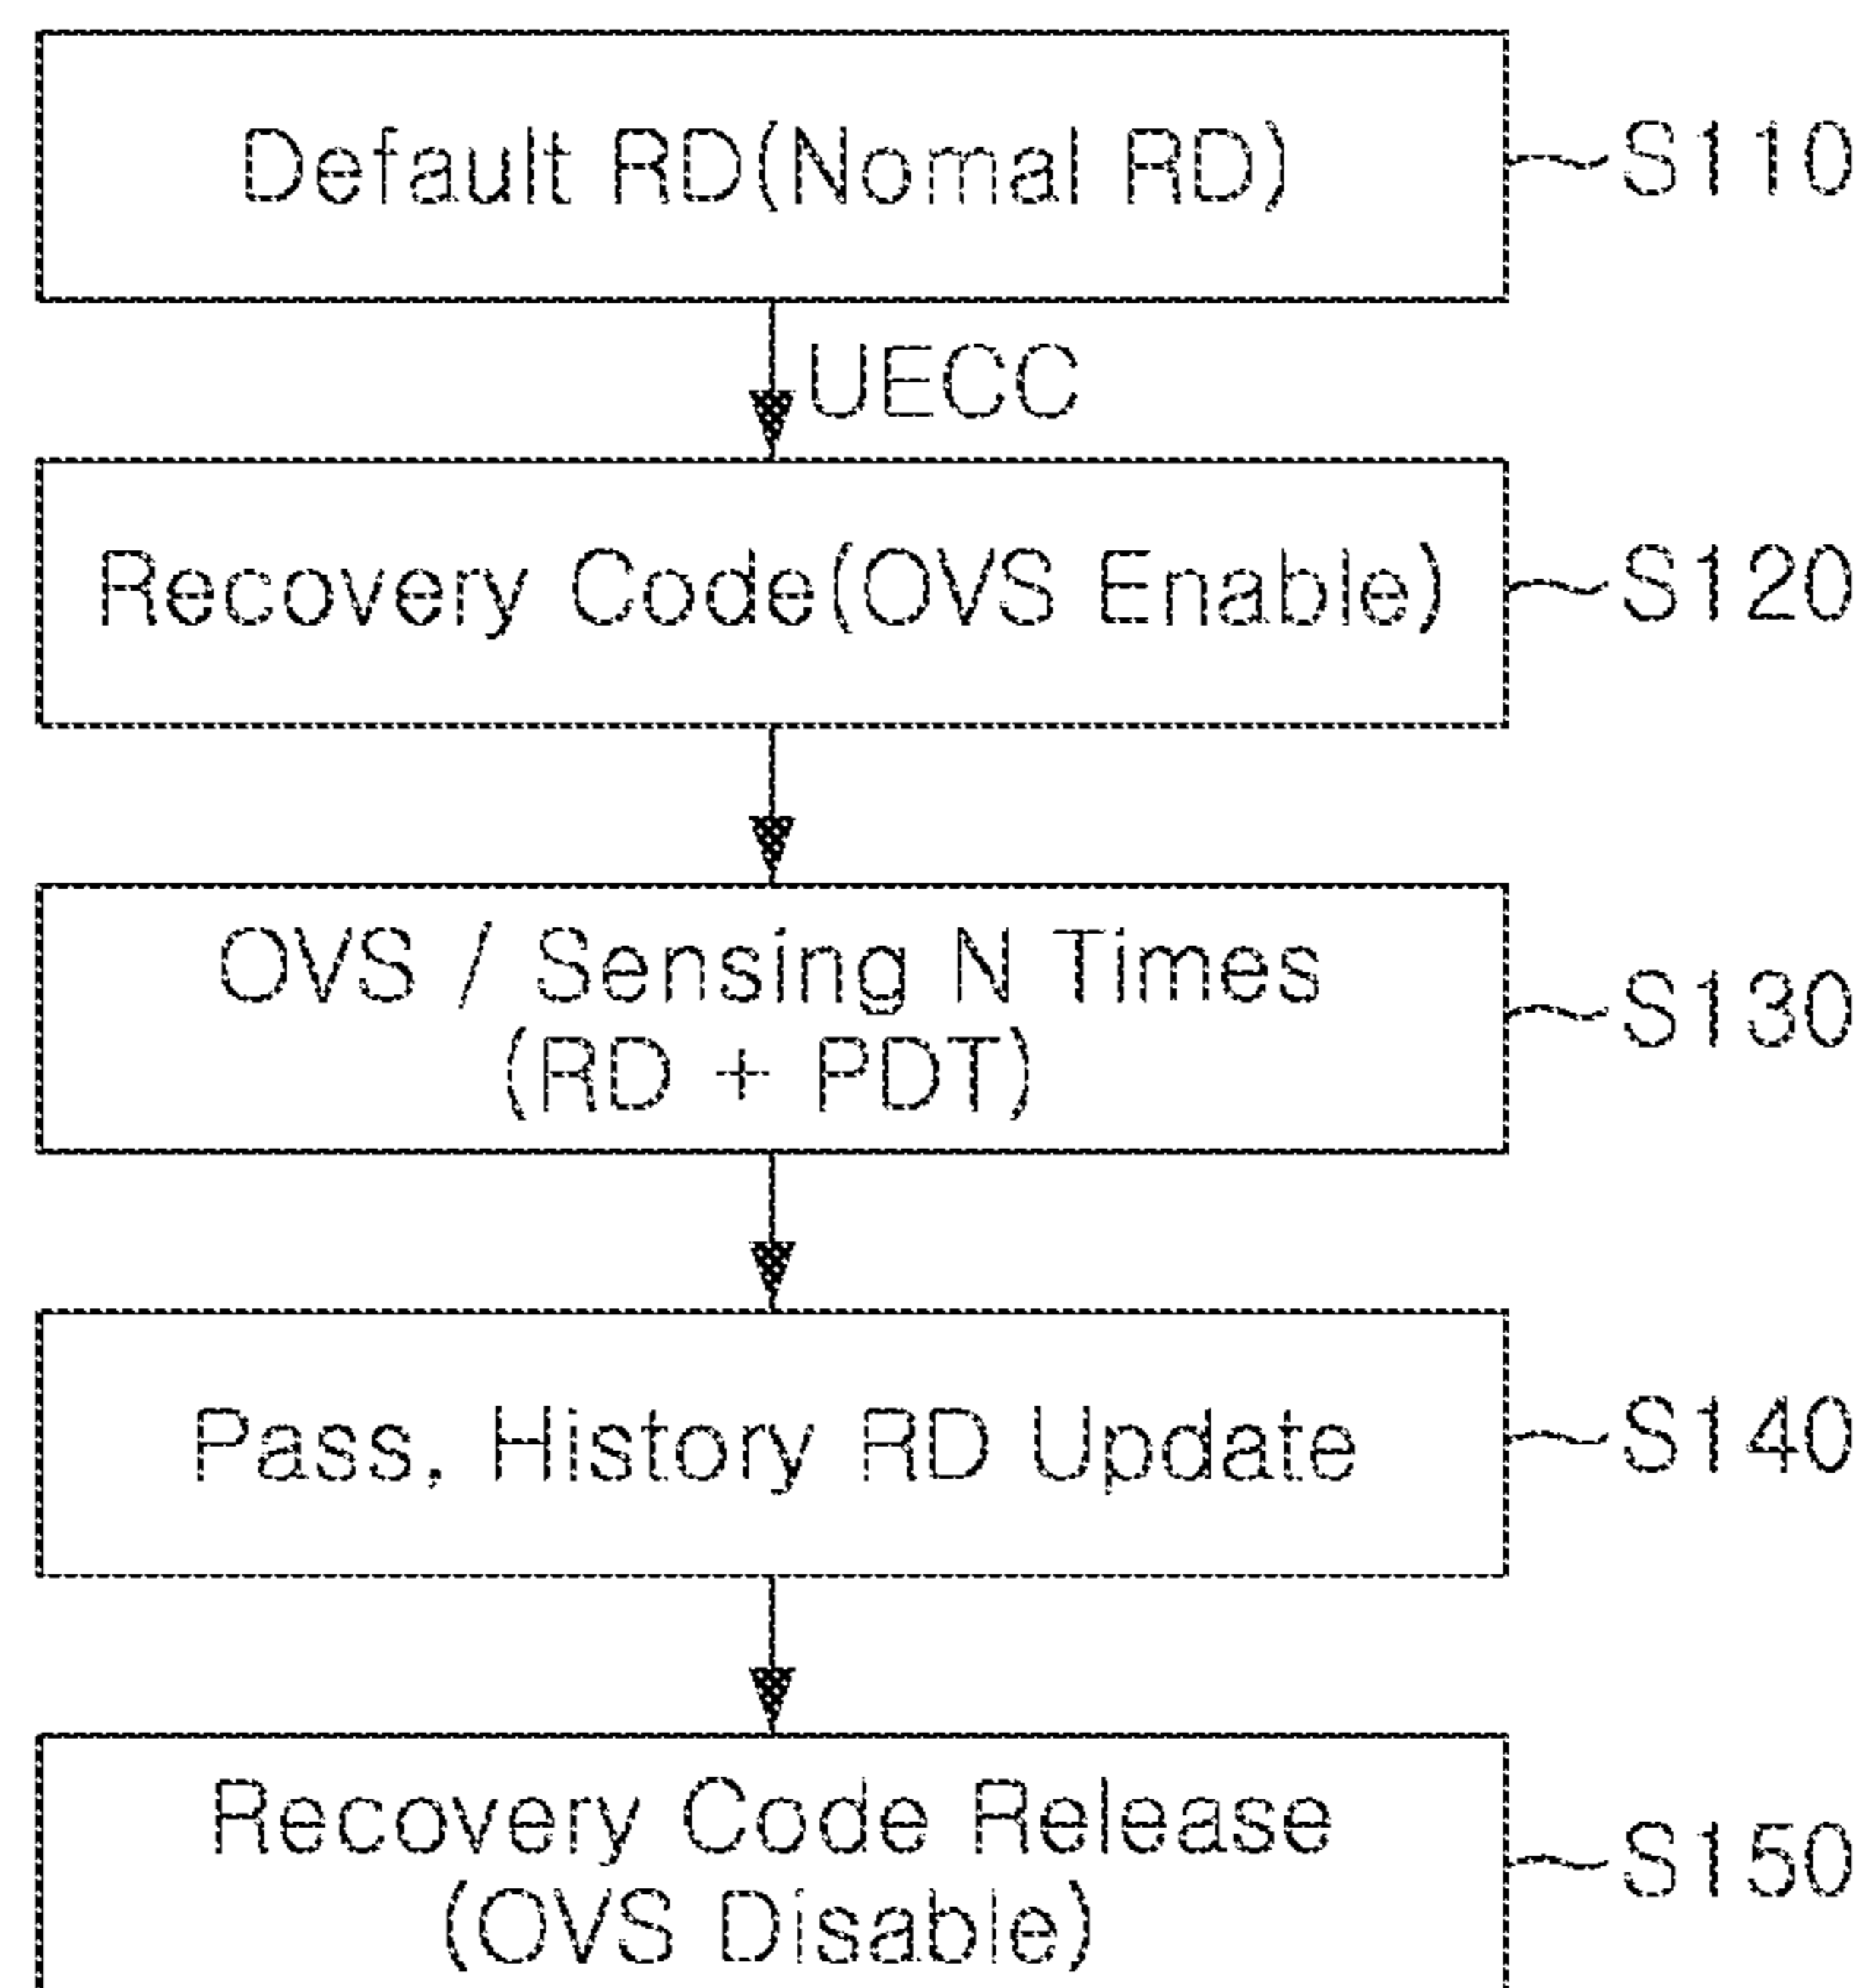 Default RD(Nomal RD)
S110
UECC
Recovery Code(OVS Enable)
S120
OVS / Sensing N Times
(RD + PDT)
S130
Pass, History RD Update
S140
Recovery Code Release
(OVS Disable)
S150